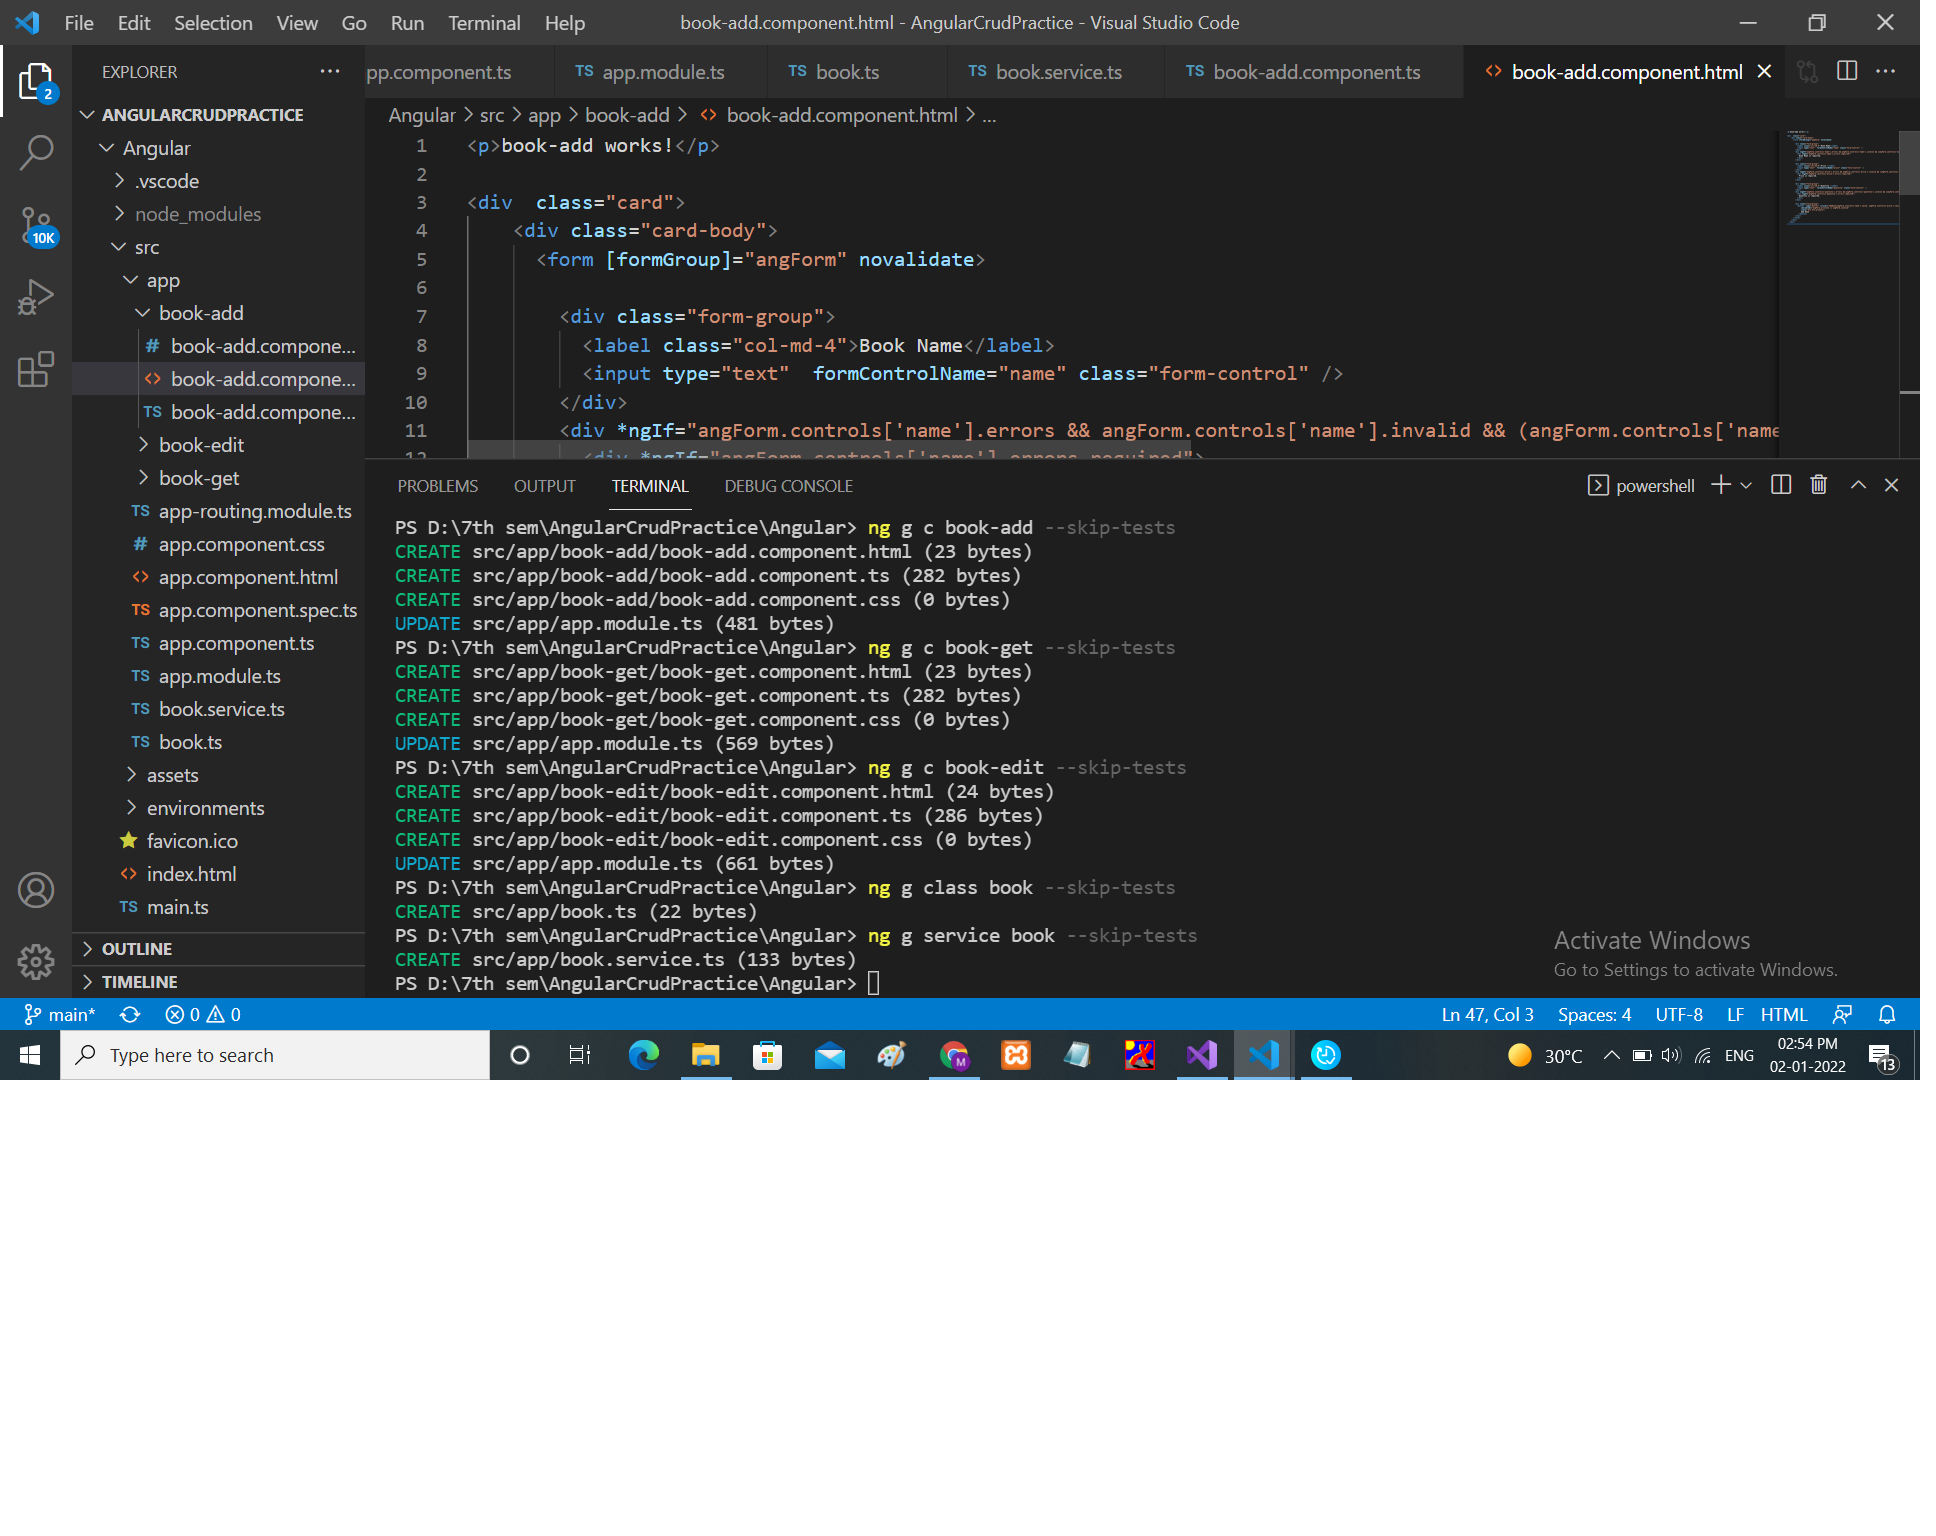 File Edit Selection View Go Run Terminal Help book-add.component.html - AngularCrudPractice - Visual Studio Code
EXPLORER
pp.component.ts TS app.module.ts TS book.ts TS book.service.ts TS book-add.component.ts <> book-add.component.html
2
ANGULARCRUDPRACTICE
Angular
.vscode
node_modules
src
app
book-add
# book-add.compone...
<> book-add.compone...
TS book-add.compone...
book-edit
book-get
TS app-routing.module.ts
# app.component.css
<> app.component.html
TS app.component.spec.ts
TS app.component.ts
TS app.module.ts
TS book.service.ts
TS book.ts
assets
environments
favicon.ico
<> index.html
TS main.ts
OUTLINE
TIMELINE
10K
Angular > src > app > book-add > <> book-add.component.html > ...
1 <p>book-add works!</p>
2
3 <div  class="card">
4 <div class="card-body">
5 <form [formGroup]="angForm" novalidate>
6
7 <div class="form-group">
8 <label class="col-md-4">Book Name</label>
9 <input type="text"  formControlName="name" class="form-control" />
10 </div>
11 <div *ngIf="angForm.controls['name'].errors && angForm.controls['name'].invalid && (angForm.controls['name
12 <div *ngIf="angForm.controls['name'].errors.required">
PROBLEMS OUTPUT TERMINAL DEBUG CONSOLE powershell
PS D:\7th sem\AngularCrudPractice\Angular> ng g c book-add --skip-tests
CREATE src/app/book-add/book-add.component.html (23 bytes)
CREATE src/app/book-add/book-add.component.ts (282 bytes)
CREATE src/app/book-add/book-add.component.css (0 bytes)
UPDATE src/app/app.module.ts (481 bytes)
PS D:\7th sem\AngularCrudPractice\Angular> ng g c book-get --skip-tests
CREATE src/app/book-get/book-get.component.html (23 bytes)
CREATE src/app/book-get/book-get.component.ts (282 bytes)
CREATE src/app/book-get/book-get.component.css (0 bytes)
UPDATE src/app/app.module.ts (569 bytes)
PS D:\7th sem\AngularCrudPractice\Angular> ng g c book-edit --skip-tests
CREATE src/app/book-edit/book-edit.component.html (24 bytes)
CREATE src/app/book-edit/book-edit.component.ts (286 bytes)
CREATE src/app/book-edit/book-edit.component.css (0 bytes)
UPDATE src/app/app.module.ts (661 bytes)
PS D:\7th sem\AngularCrudPractice\Angular> ng g class book --skip-tests
CREATE src/app/book.ts (22 bytes)
PS D:\7th sem\AngularCrudPractice\Angular> ng g service book --skip-tests
CREATE src/app/book.service.ts (133 bytes)
PS D:\7th sem\AngularCrudPractice\Angular>
Activate Windows
Go to Settings to activate Windows.
main* 0 0 Ln 47, Col 3 Spaces: 4 UTF-8 LF HTML
Type here to search
M
30°C ENG
02:54 PM
02-01-2022
13